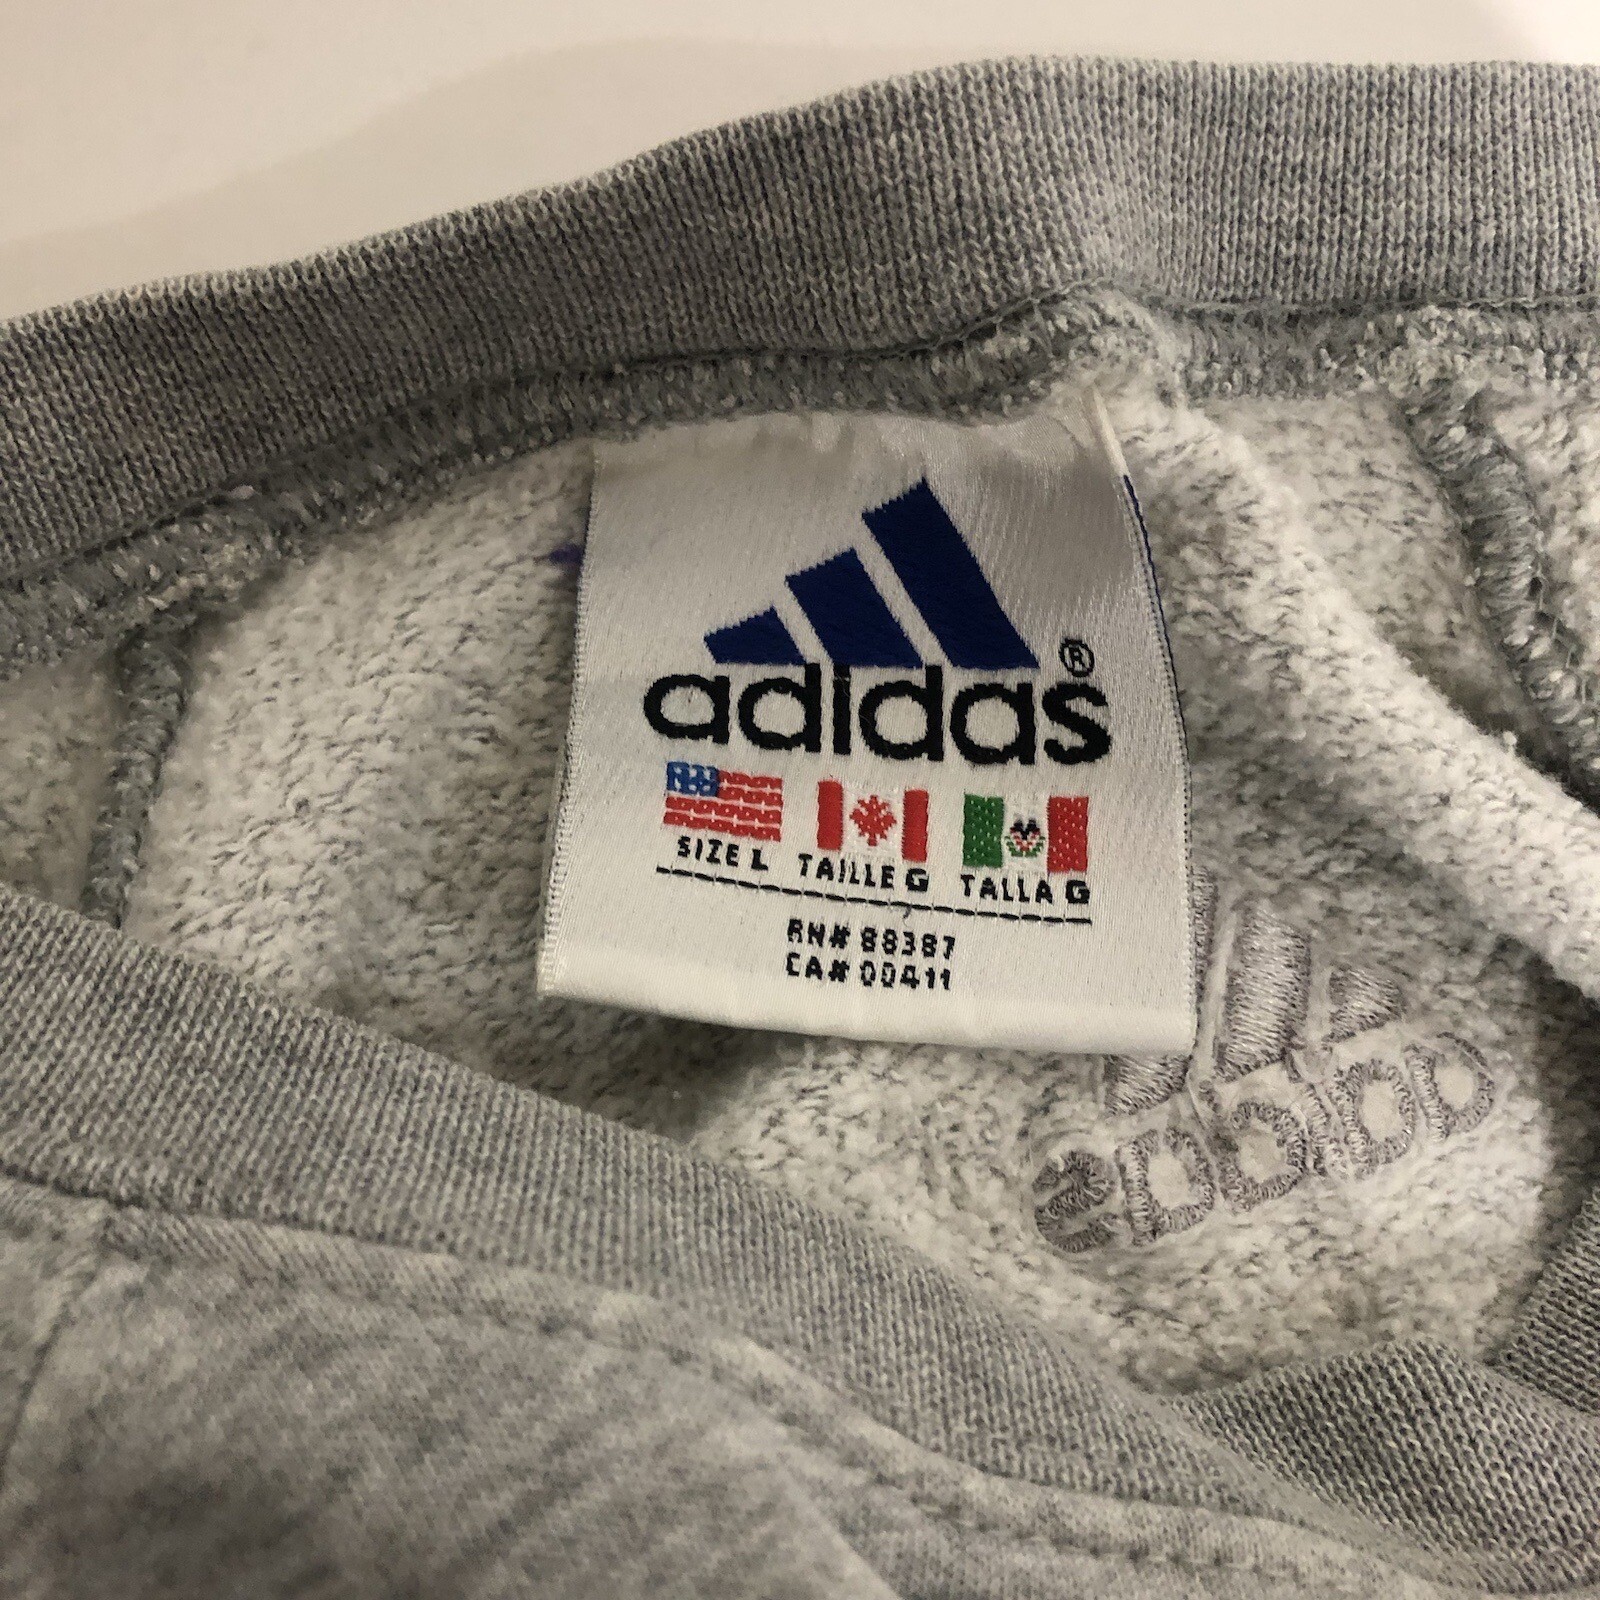 adidas®
SIZE L TAILLE G TALLA G
RN# 88387
CA# 00411
adidas